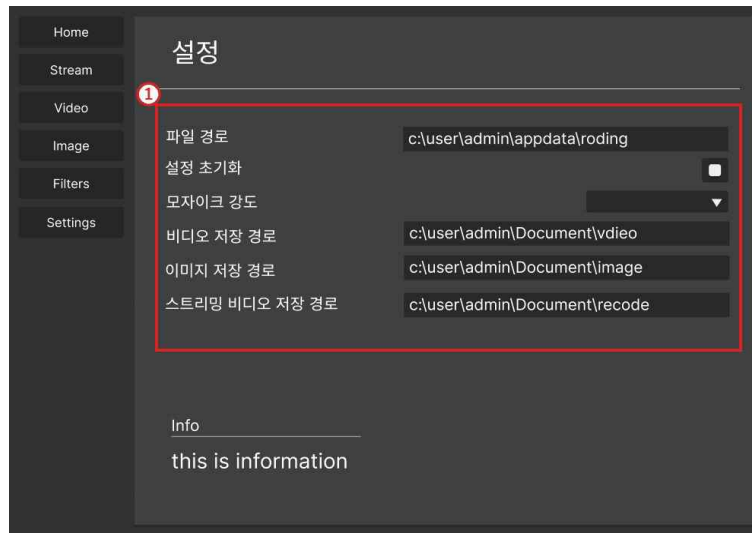 Home
Stream
Video
Image
Filters
Settings
설정
1
파일 경로 c:\user\admin\appdata\roding
설정 초기화
모자이크 강도
비디오 저장 경로 c:\user\admin\Document\vdieo
이미지 저장 경로 c:\user\admin\Document\image
스트리밍 비디오 저장 경로 c:\user\admin\Document\recode
Info
this is information